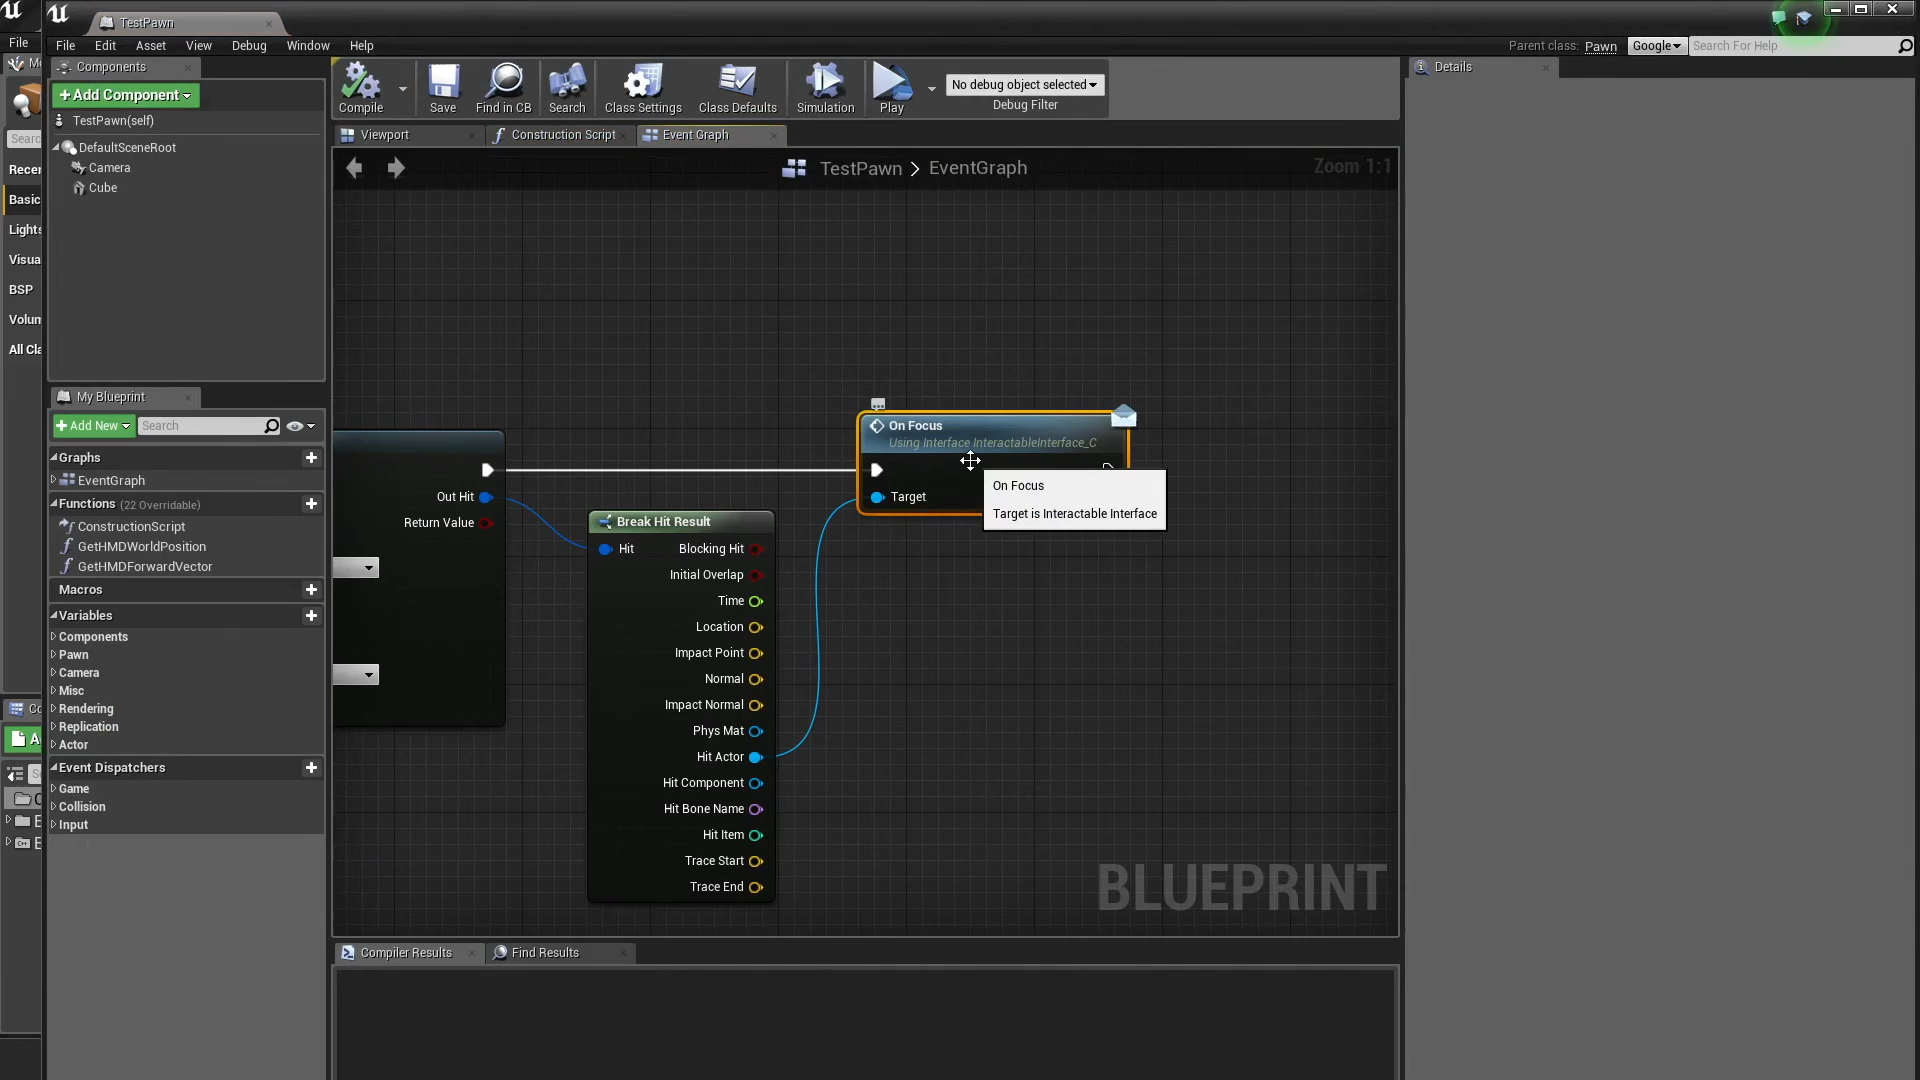 TestPawn
File
File Edit Asset View Debug Window Help
Parent class: Pawn Google Search For Help
Components
+Add Component
TestPawn(self)
DefaultSceneRoot
Camera
Cube
Recen
Basic
Lights
Visua
BSP
Volum
All Cla
Compile
Save
Find in CB
Search
Class Settings
Class Defaults
Simulation
Play
No debug object selected
Debug Filter
Details
Viewport
Construction Script
Event Graph
TestPawn > EventGraph
Zoom 1:1
My Blueprint
+Add New
Search
Graphs
EventGraph
Functions (22 Overridable)
ConstructionScript
GetHMDWorldPosition
GetHMDForwardVector
Macros
Variables
Components
Pawn
Camera
Misc
Rendering
Replication
Actor
Event Dispatchers
Game
Collision
Input
Out Hit
Return Value
Break Hit Result
Hit
Blocking Hit
Initial Overlap
Time
Location
Impact Point
Normal
Impact Normal
Phys Mat
Hit Actor
Hit Component
Hit Bone Name
Hit Item
Trace Start
Trace End
On Focus
Using Interface InteractableInterface_C
Target
On Focus
Target is Interactable Interface
BLUEPRINT
Compiler Results
Find Results